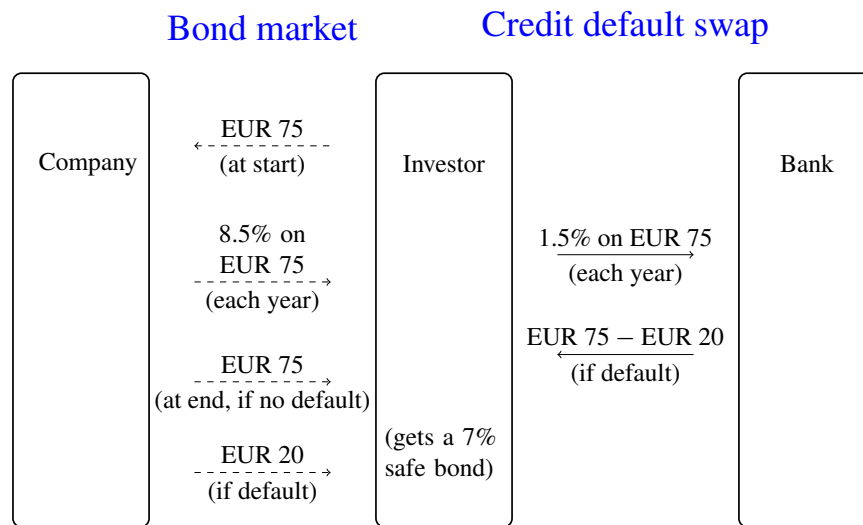 Bond market
Credit default swap
Company
EUR 75
(at start)
8.5% on
EUR 75
(each year)
EUR 75
(at end, if no default)
EUR 20
(if default)
Investor
(gets a 7%
safe bond)
1.5% on EUR 75
(each year)
EUR 75 − EUR 20
(if default)
Bank